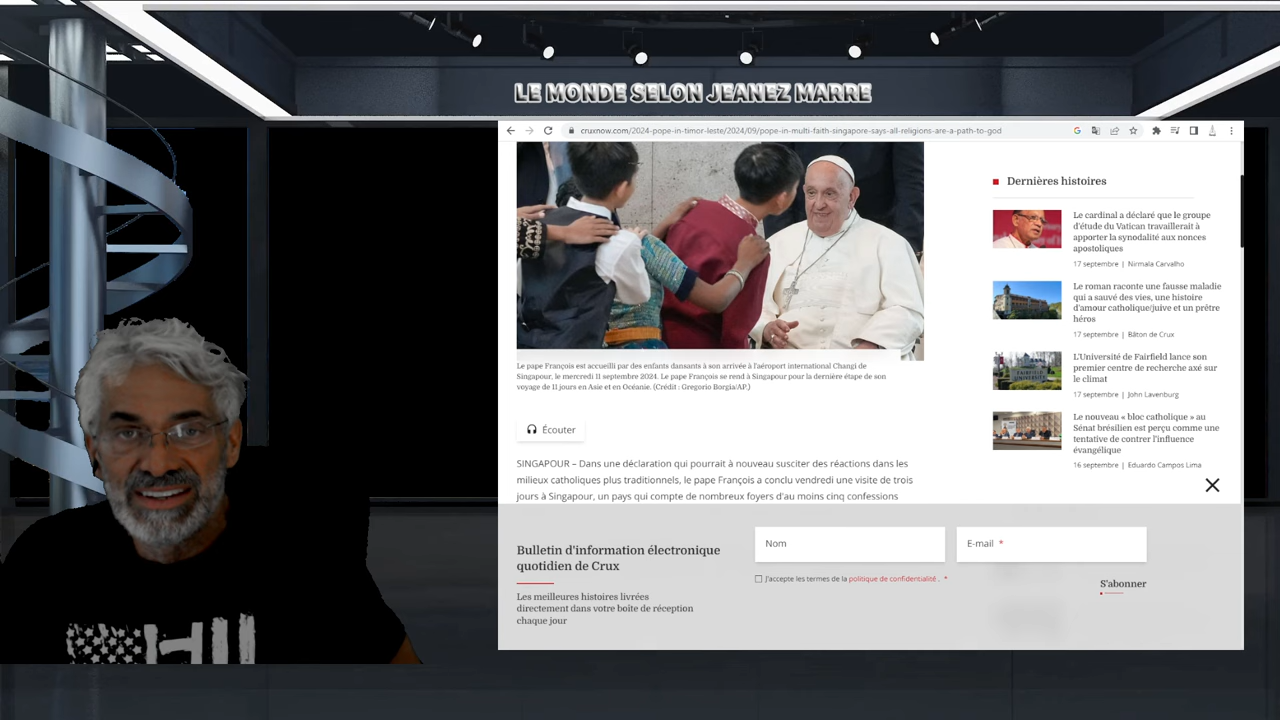 LE MONDE SELON JEANEZ MARRE
cruxnow.com/2024-pope-in-timor-leste/2024/09/pope-in-multi-faith-singapore-says-all-religions-are-a-path-to-god
Le pape François est accueilli par des enfants dansants à son arrivée à l'aéroport international Changi de
Singapour, le mercredi 11 septembre 2024. Le pape François se rend à Singapour pour la dernière étape de son
voyage de 11 jours en Asie et en Océanie. (Crédit : Gregorio Borgia/AP.)
Écouter
SINGAPOUR – Dans une déclaration qui pourrait à nouveau susciter des réactions dans les
milieux catholiques plus traditionnels, le pape François a conclu vendredi une visite de trois
jours à Singapour, un pays qui compte de nombreux foyers d'au moins cinq confessions
Dernières histoires
Le cardinal a déclaré que le groupe
d'étude du Vatican travaillerait à
apporter la synodalité aux nonces
apostoliques
17 septembre | Nirmala Carvalho
Le roman raconte une fausse maladie
qui a sauvé des vies, une histoire
d'amour catholique/juive et un prêtre
héros
17 septembre | Bâton de Crux
L'Université de Fairfield lance son
premier centre de recherche axé sur
le climat
17 septembre | John Lavenburg
Le nouveau « bloc catholique » au
Sénat brésilien est perçu comme une
tentative de contrer l'influence
évangélique
16 septembre | Eduardo Campos Lima
Bulletin d'information électronique
quotidien de Crux
Les meilleures histoires livrées
directement dans votre boîte de réception
chaque jour
Nom
E-mail *
J'accepte les termes de la politique de confidentialité . *
S'abonner